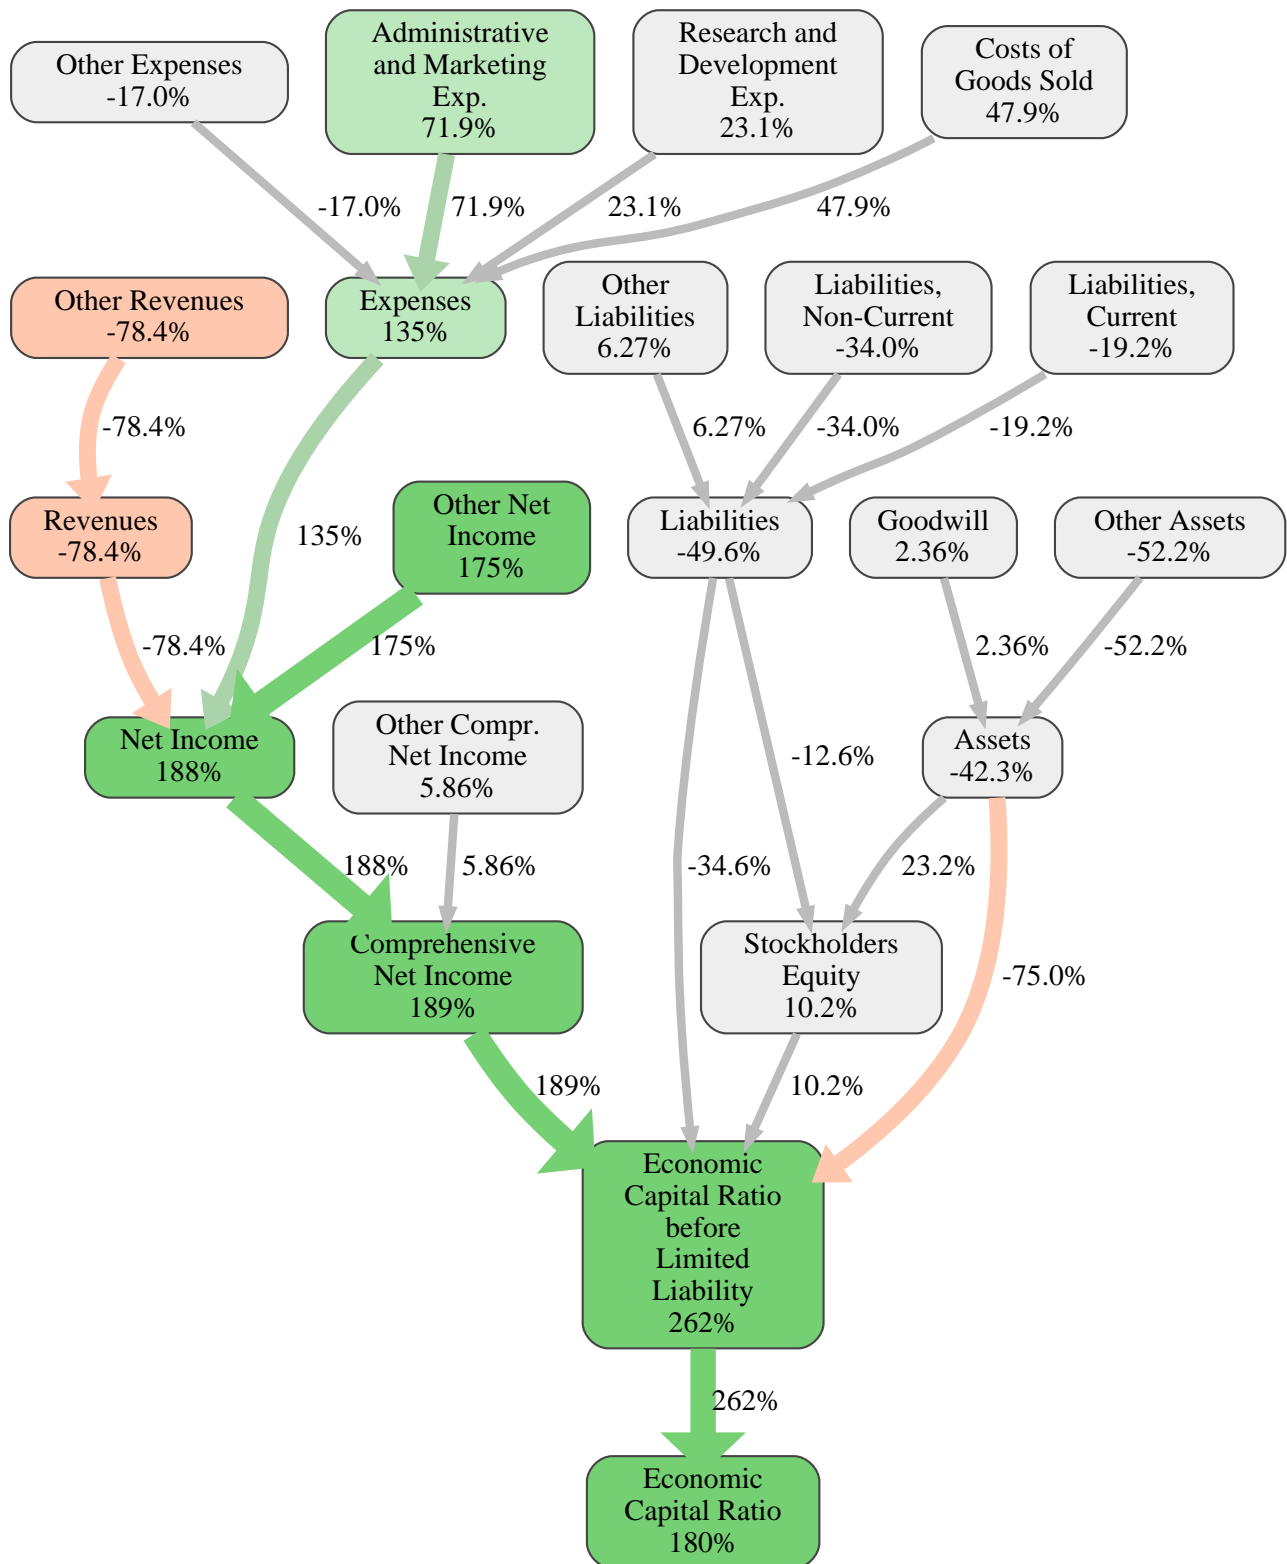 Other Expenses
-17.0%
Administrative
and Marketing
Exp.
71.9%
Research and
Development
Exp.
23.1%
Costs of
Goods Sold
47.9%
-17.0%
71.9%
23.1%
47.9%
Other Revenues
-78.4%
Expenses
135%
Other
Liabilities
6.27%
Liabilities,
Non-Current
-34.0%
Liabilities,
Current
-19.2%
-78.4%
6.27%
-34.0%
-19.2%
Revenues
-78.4%
135%
Other Net
Income
175%
Liabilities
-49.6%
Goodwill
2.36%
Other Assets
-52.2%
-78.4%
175%
2.36%
-52.2%
Net Income
188%
Other Compr.
Net Income
5.86%
-12.6%
Assets
-42.3%
188%
5.86%
-34.6%
23.2%
Comprehensive
Net Income
189%
Stockholders
Equity
10.2%
-75.0%
189%
10.2%
Economic
Capital Ratio
before
Limited
Liability
262%
262%
Economic
Capital Ratio
180%